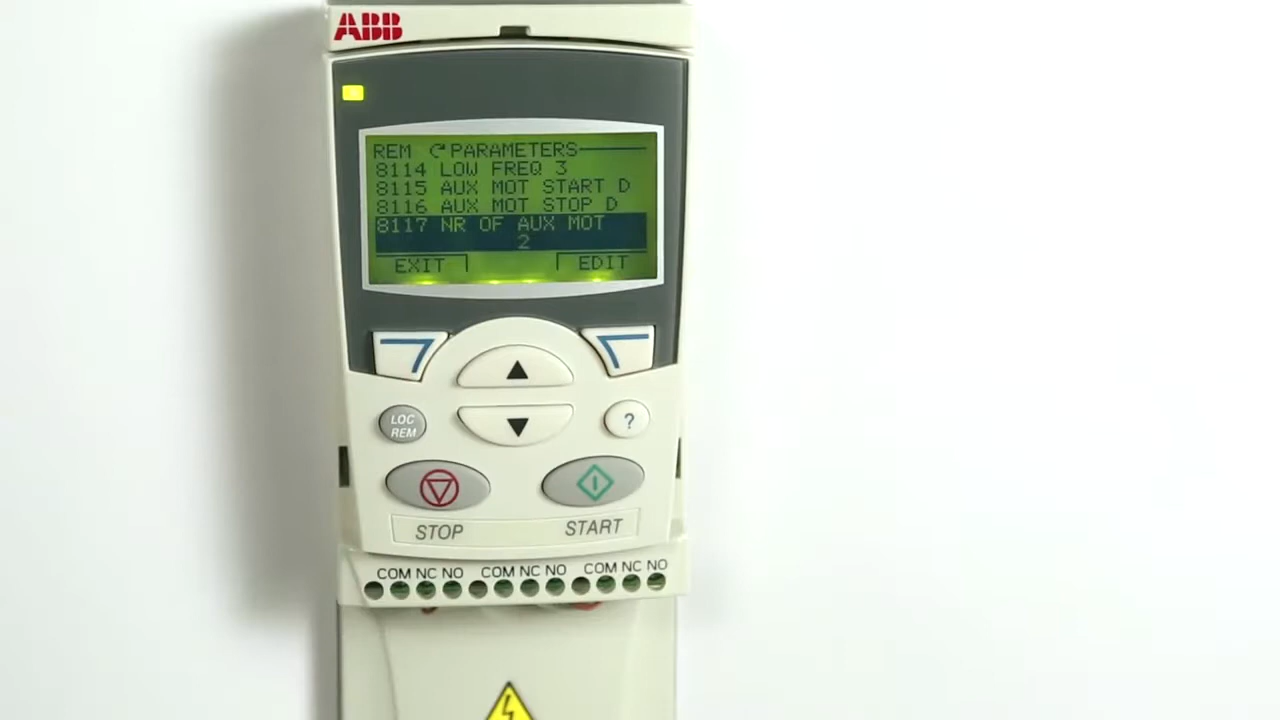 ABB
REM PARAMETERS
8114 LOW FREQ 3
8115 AUX MOT START D
8116 AUX MOT STOP D
8117 NR OF AUX MOT
2
EXIT EDIT
LOC
REM
?
STOP START
COM NC NO COM NC NO COM NC NO